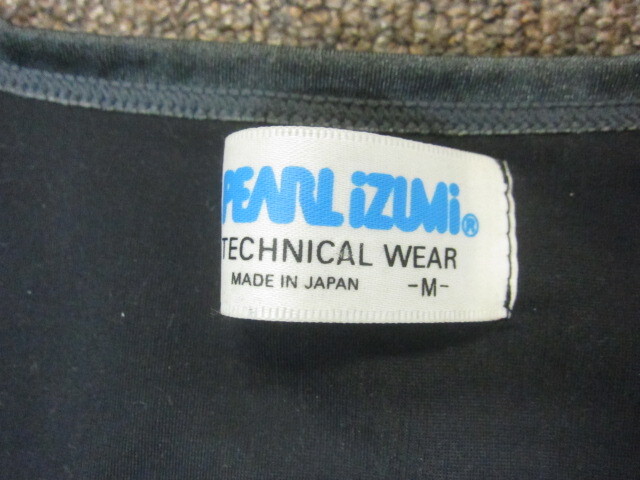 PEARL iZUMi®
TECHNICAL WEAR
MADE IN JAPAN -M-